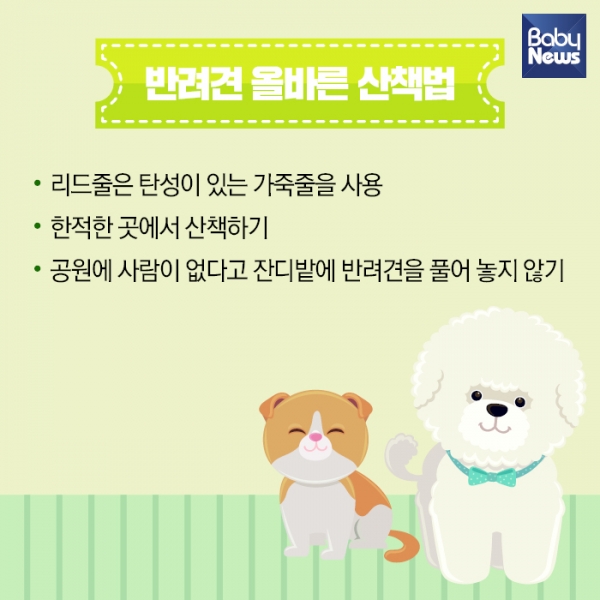 Baby
News
반려견 올바른 산책법
• 리드줄은 탄성이 있는 가죽줄을 사용
• 한적한 곳에서 산책하기
• 공원에 사람이 없다고 잔디밭에 반려견을 풀어 놓지 않기